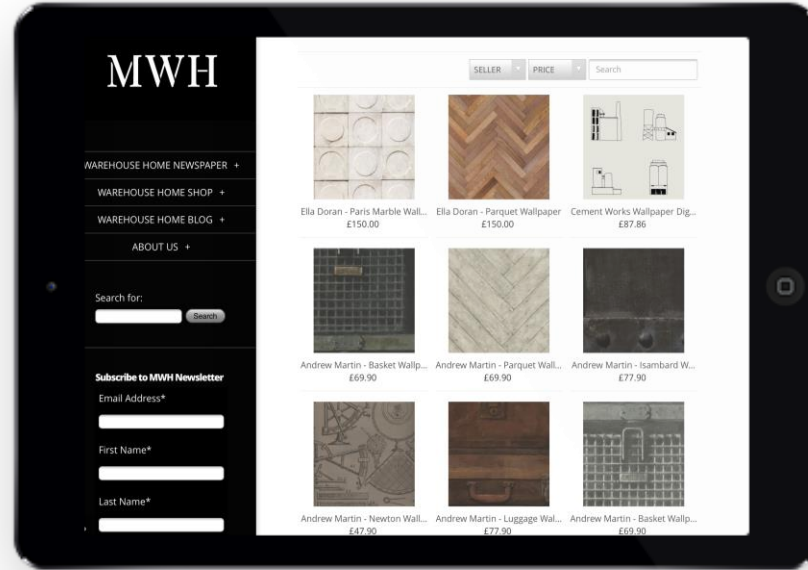 MWH
WAREHOUSE HOME NEWSPAPER +
WAREHOUSE HOME SHOP +
WAREHOUSE HOME BLOG +
ABOUT US +
Search for:
Search
Subscribe to MWH Newsletter
Email Address*
First Name*
Last Name*
SELLER PRICE Search
Ella Doran - Paris Marble Wall... Ella Doran - Parquet Wallpaper Cement Works Wallpaper Dig...
£150.00 £150.00 £87.86
Andrew Martin - Basket Wallp... Andrew Martin - Parquet Wall... Andrew Martin - Isambard W...
£69.90 £69.90 £77.90
Andrew Martin - Newton Wall... Andrew Martin - Luggage Wal... Andrew Martin - Basket Wallp...
£47.90 £77.90 £69.90